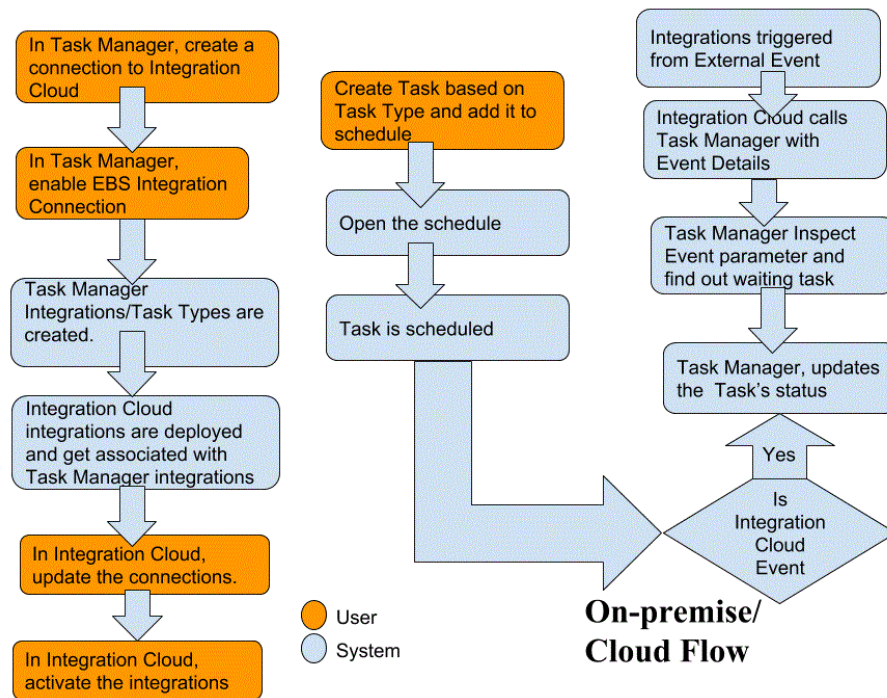 In Task Manager, create a
connection to Integration
Cloud
In Task Manager,
enable EBS Integration
Connection
Task Manager
Integrations/Task Types are
created.
Integration Cloud
integrations are deployed
and get associated with
Task Manager integrations
In Integration Cloud,
update the connections.
In Integration Cloud,
activate the integrations
Create Task based on
Task Type and add it to
schedule
Open the schedule
Task is scheduled
Integrations triggered
from External Event
Integration Cloud calls
Task Manager with
Event Details
Task Manager Inspect
Event parameter and
find out waiting task
Task Manager, updates
the Task's status
Yes
Is
Integration
Cloud
Event
User
System
On-premise/
Cloud Flow